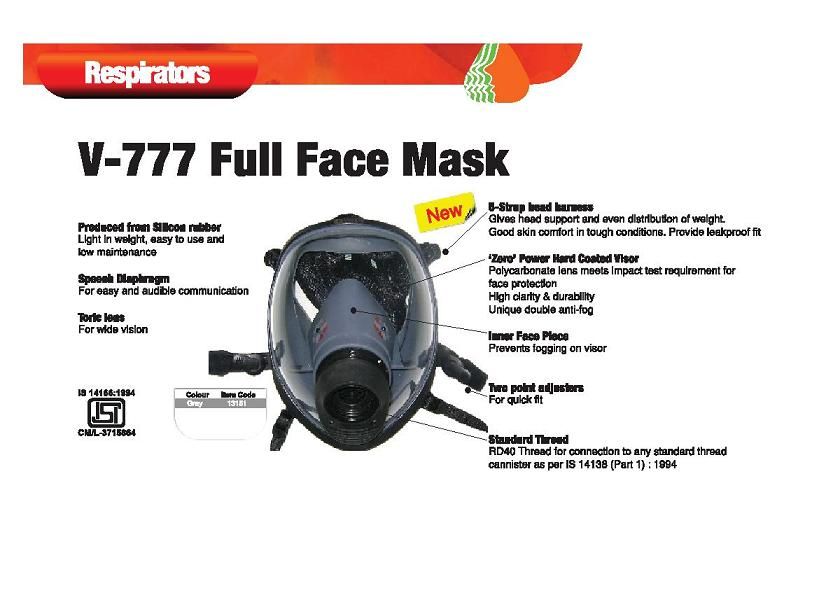 Respirators
V-777 Full Face Mask
New
Produced from Silicon rubber
Light in weight, easy to use and
low maintenance
Speech Diaphragm
For easy and audible communication
Toric lens
For wide vision
IS 14166:1994
CM/L-3715864
Colour Item Code
Grey 13181
5-Strap head harness
Gives head support and even distribution of weight.
Good skin comfort in tough conditions. Provide leakproof fit
'Zero' Power Hard Coated Visor
Polycarbonate lens meets impact test requirement for
face protection
High clarity & durability
Unique double anti-fog
Inner Face Piece
Prevents fogging on visor
Two point adjusters
For quick fit
Standard Thread
RD40 Thread for connection to any standard thread
cannister as per IS 14138 (Part 1) : 1994